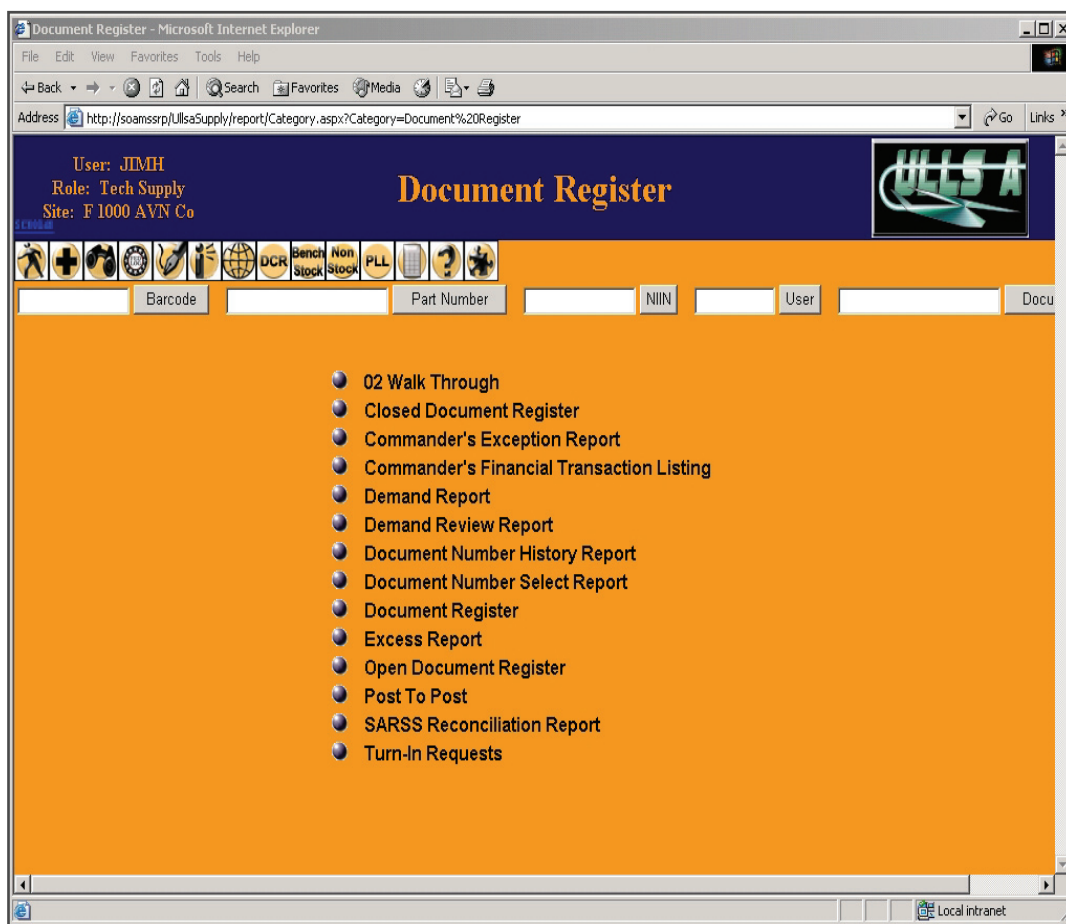 Document Register - Microsoft Internet Explorer
File Edit View Favorites Tools Help
Back Search Favorites Media
Address http://soamssrp/UllsaSupply/report/Category.aspx?Category=Document%20Register Go Links »
User: JIMH
Role: Tech Supply
Site: F 1000 AVN Co
Document Register
ULLS A
DCR Bench Stock Non Stock PLL ?
Barcode Part Number NIIN User Docu
02 Walk Through
Closed Document Register
Commander's Exception Report
Commander's Financial Transaction Listing
Demand Report
Demand Review Report
Document Number History Report
Document Number Select Report
Document Register
Excess Report
Open Document Register
Post To Post
SARSS Reconciliation Report
Turn-In Requests
Local intranet